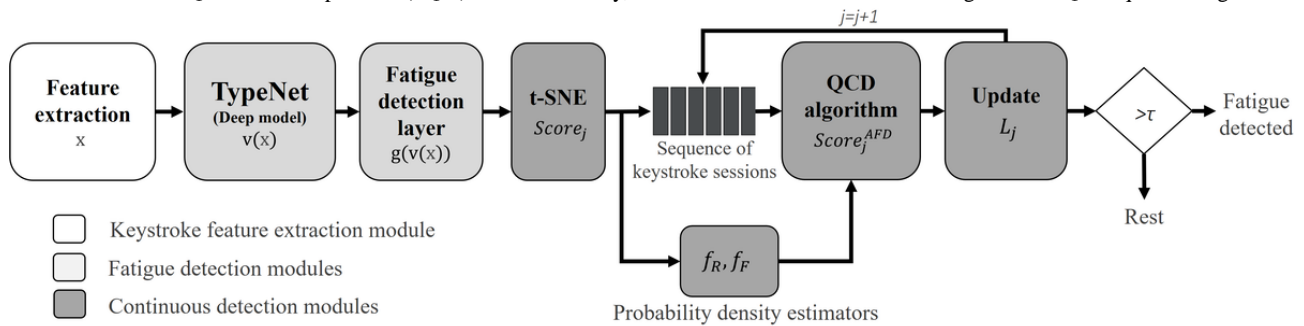 j=j+1
Feature
extraction
x
TypeNet
(Deep model)
v(x)
Fatigue
detection
layer
g(v(x))
t-SNE
Score_j
Sequence of
keystroke sessions
QCD
algorithm
Score_j^AFD
Update
L_j
>τ
Fatigue
detected
Rest
f_R, f_F
Probability density estimators
Keystroke feature extraction module
Fatigue detection modules
Continuous detection modules